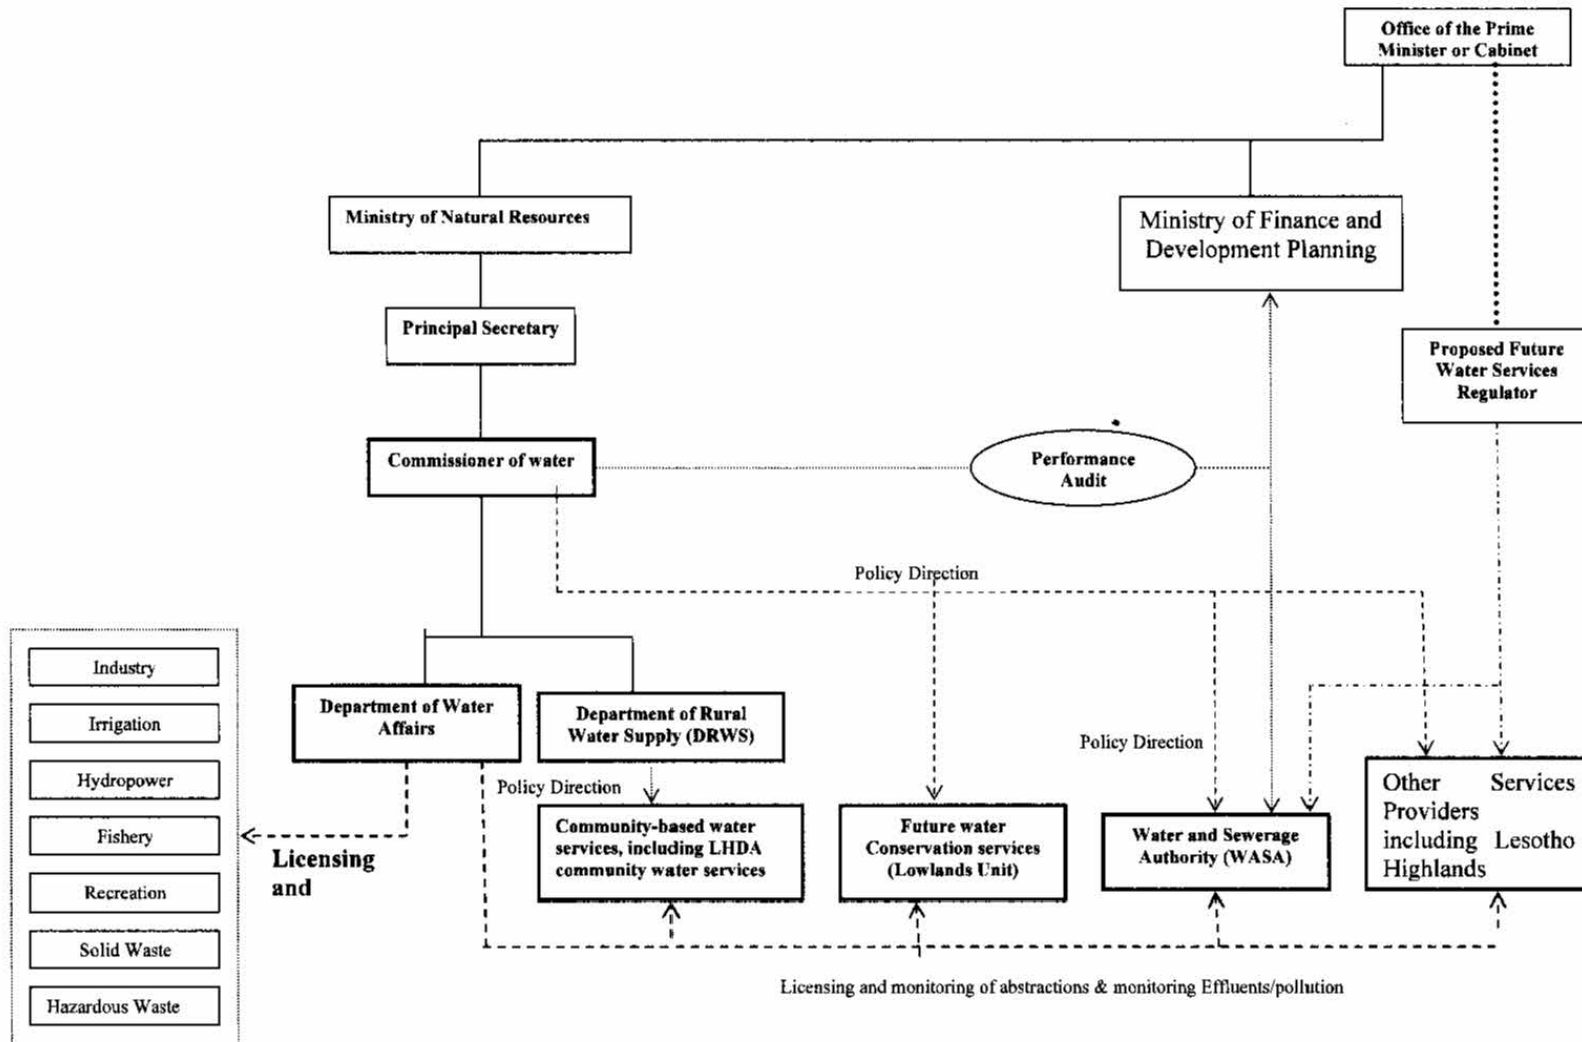 Office of the Prime
Minister or Cabinet
Ministry of Natural Resources
Ministry of Finance and
Development Planning
Principal Secretary
Proposed Future
Water Services
Regulator
Commissioner of water
Performance
Audit
Policy Direction
Industry
Irrigation
Hydropower
Fishery
Recreation
Solid Waste
Hazardous Waste
Department of Water
Affairs
Department of Rural
Water Supply (DRWS)
Policy Direction
Policy Direction
Licensing
and
Community-based water
services, including LHDA
community water services
Future water
Conservation services
(Lowlands Unit)
Water and Sewerage
Authority (WASA)
Other Services
Providers
including Lesotho
Highlands
Licensing and monitoring of abstractions & monitoring Effluents/pollution